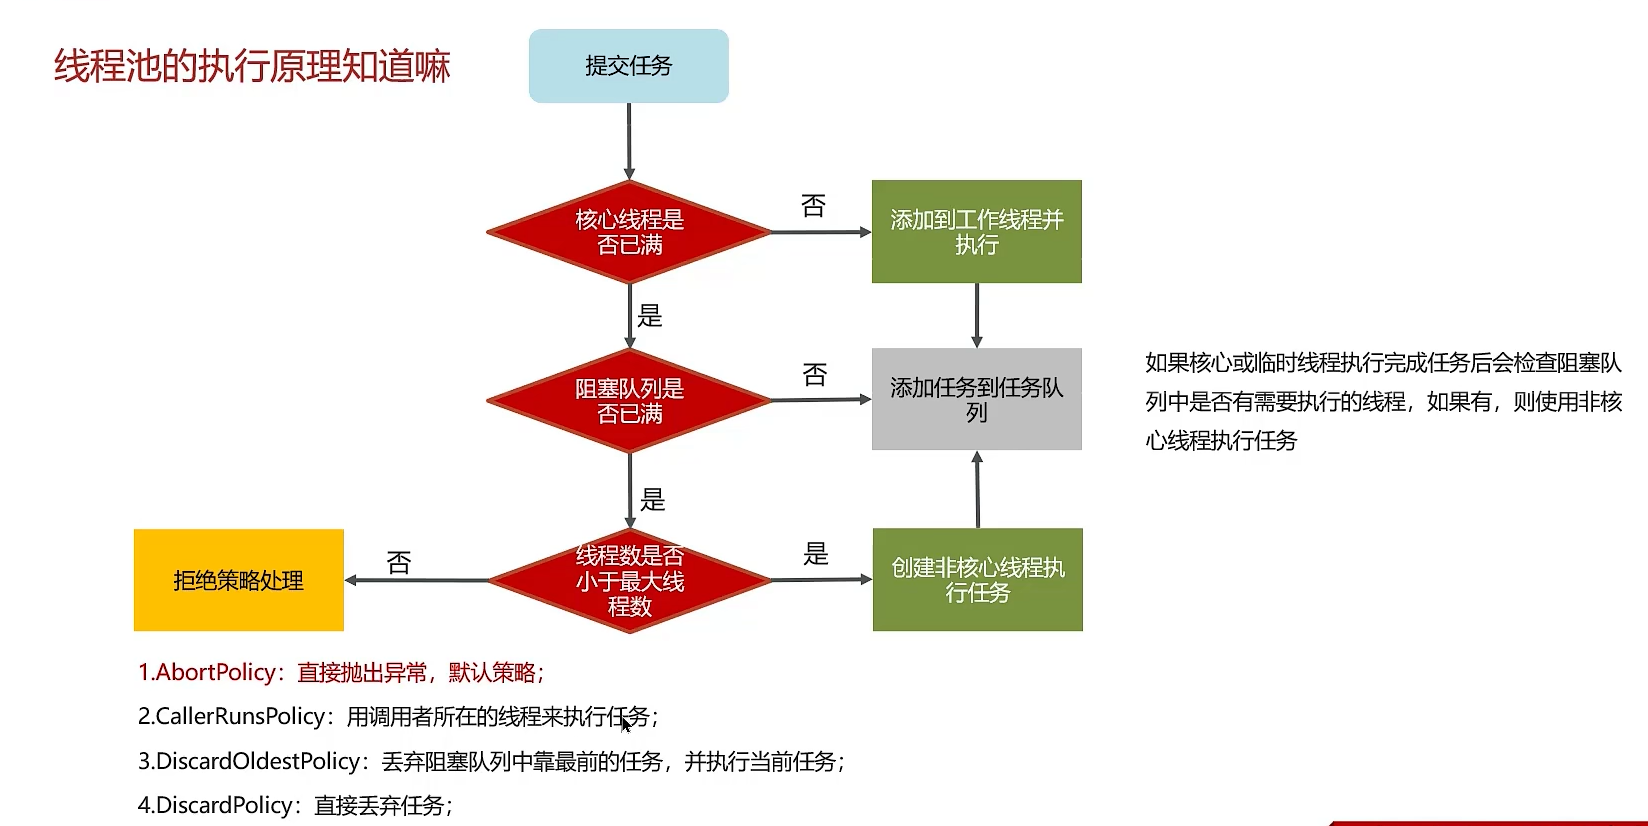 线程池的执行原理知道嘛
提交任务
核心线程是
否已满
否
添加到工作线程并
执行
是
阻塞队列是
否已满
否
添加任务到任务队
列
如果核心或临时线程执行完成任务后会检查阻塞队
列中是否有需要执行的线程，如果有，则使用非核
心线程执行任务
是
线程数是否
小于最大线
程数
是
创建非核心线程执
行任务
否
拒绝策略处理
1.AbortPolicy：直接抛出异常，默认策略；
2.CallerRunsPolicy：用调用者所在的线程来执行任务；
3.DiscardOldestPolicy：丢弃阻塞队列中靠最前的任务，并执行当前任务；
4.DiscardPolicy：直接丢弃任务；